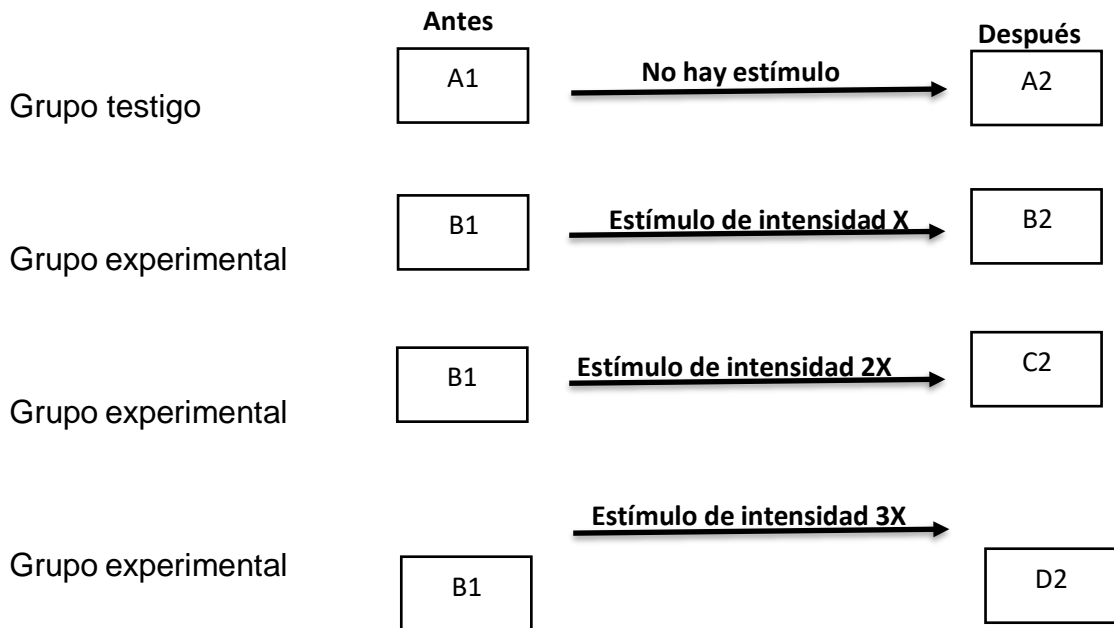 Antes
Después
A1
No hay estímulo
A2
Grupo testigo
B1
Estímulo de intensidad X
B2
Grupo experimental
B1
Estímulo de intensidad 2X
C2
Grupo experimental
Estímulo de intensidad 3X
Grupo experimental
B1
D2